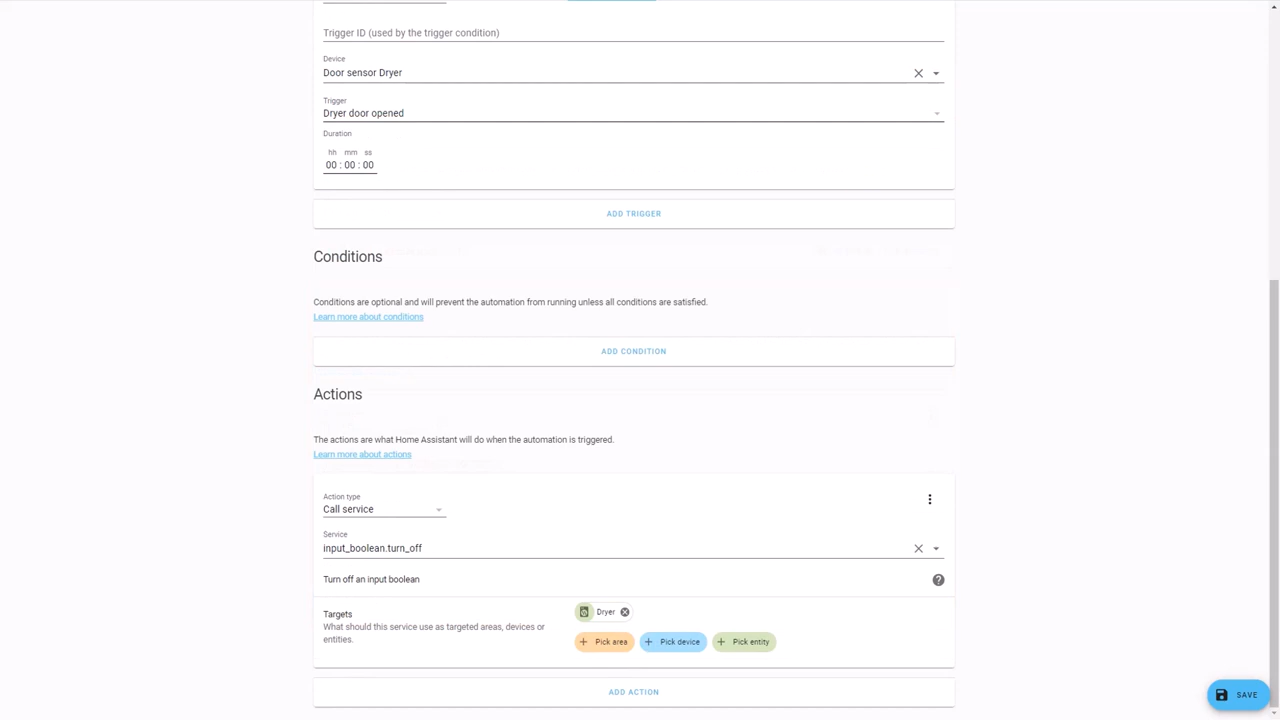 Trigger ID (used by the trigger condition)
Device
Door sensor Dryer
Trigger
Dryer door opened
Duration
hh mm ss
00 : 00 : 00
ADD TRIGGER
Conditions
Conditions are optional and will prevent the automation from running unless all conditions are satisfied.
Learn more about conditions
ADD CONDITION
Actions
The actions are what Home Assistant will do when the automation is triggered.
Learn more about actions
Action type
Call service
Service
input_boolean.turn_off
Turn off an input boolean
Targets
What should this service use as targeted areas, devices or
entities.
Dryer
Pick area Pick device Pick entity
ADD ACTION
SAVE